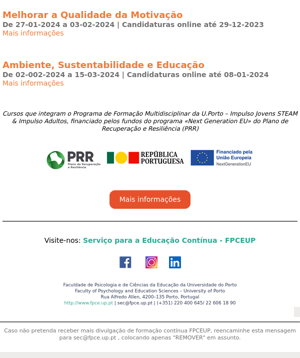 Melhorar a Qualidade da Motivação
De 27-01-2024 a 03-02-2024 | Candidaturas online até 29-12-2023
Mais informações
Ambiente, Sustentabilidade e Educação
De 02-002-2024 a 15-03-2024 | Candidaturas online até 08-01-2024
Mais informações
Cursos que integram o Programa de Formação Multidisciplinar da U.Porto – Impulso Jovens STEAM
& Impulso Adultos, financiado pelos fundos do programa «Next Generation EU» do Plano de
Recuperação e Resiliência (PRR)
PRR
Plano de Recuperação
e Resiliência
REPÚBLICA
PORTUGUESA
Financiado pela
União Europeia
NextGenerationEU
Mais informações
Visite-nos: Serviço para a Educação Contínua - FPCEUP
Faculdade de Psicologia e de Ciências da Educação da Universidade do Porto
Faculty of Psychology and Education Sciences – University of Porto
Rua Alfredo Allen, 4200–135 Porto, Portugal
http://www.fpce.up.pt | sec@fpce.up.pt | (+351) 220 400 645/ 22 606 18 90
Caso não pretenda receber mais divulgação de formação contínua FPCEUP, reencaminhe esta mensagem
para sec@fpce.up.pt , colocando apenas "REMOVER" em assunto.